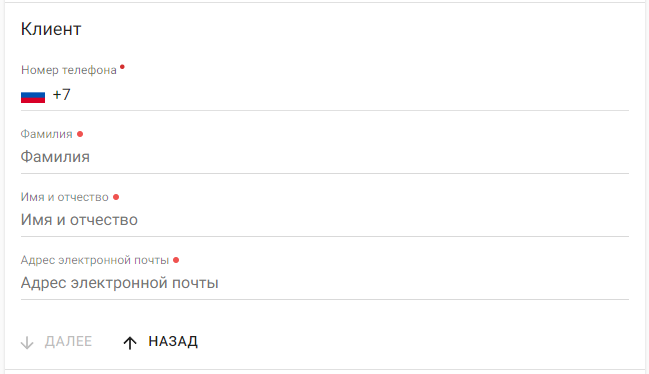 Клиент
Номер телефона
+7
Фамилия
Фамилия
Имя и отчество
Имя и отчество
Адрес электронной почты
Адрес электронной почты
ДАЛЕЕ НАЗАД